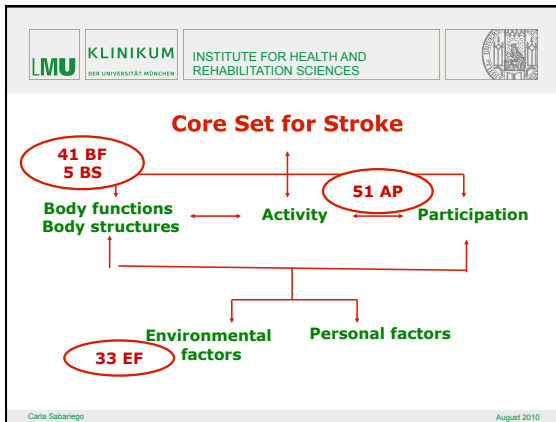 LMU
KLINIKUM
DER UNIVERSITÄT MÜNCHEN
INSTITUTE FOR HEALTH AND
REHABILITATION SCIENCES
Core Set for Stroke
41 BF
5 BS
51 AP
Body functions
Body structures
Activity
Participation
Environmental
factors
Personal factors
33 EF
Carla Sabariego
August 2010